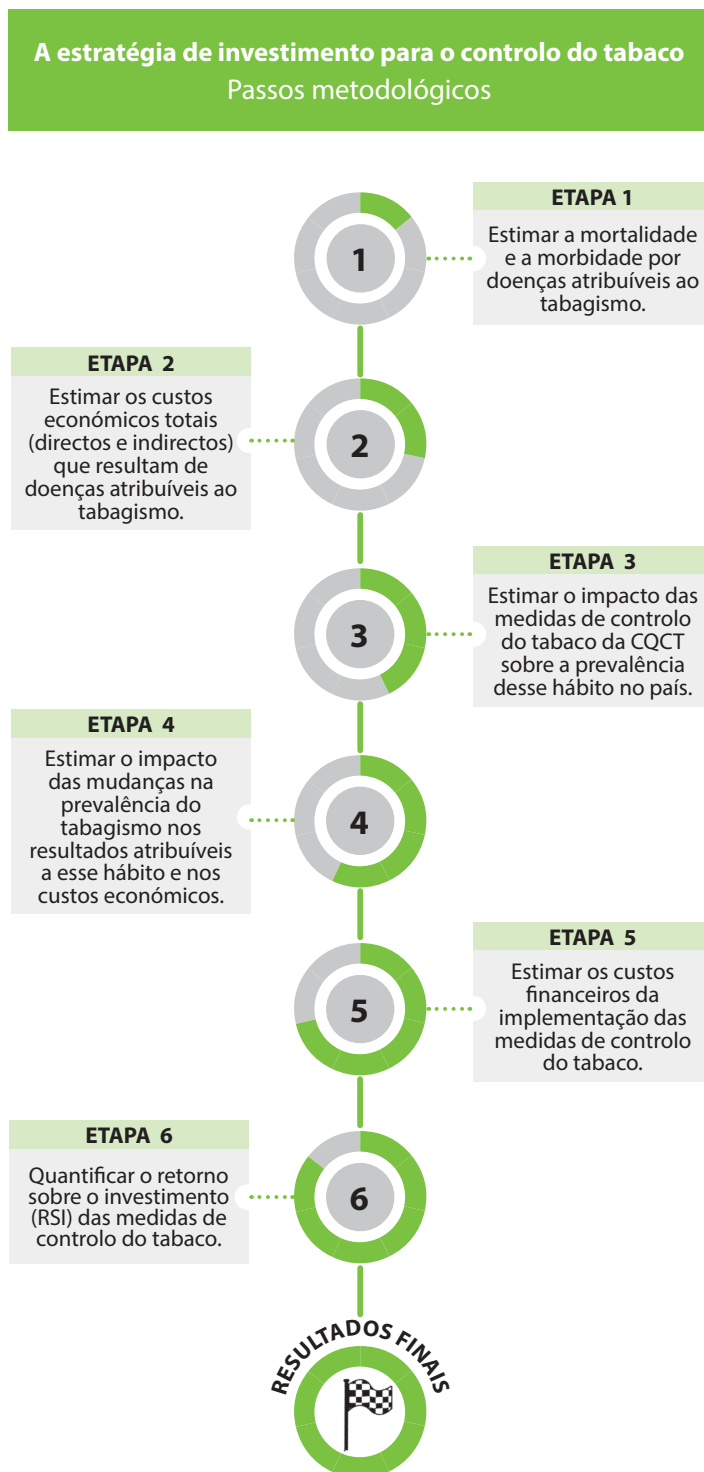 A estratégia de investimento para o controlo do tabaco
Passos metodológicos
1
ETAPA 1
Estimar a mortalidade
e a morbidade por
doenças atribuíveis ao
tabagismo.
ETAPA 2
Estimar os custos
económicos totais
(directos e indirectos)
que resultam de
doenças atribuíveis ao
tabagismo.
2
3
ETAPA 3
Estimar o impacto das
medidas de controlo
do tabaco da CQCT
sobre a prevalência
desse hábito no país.
ETAPA 4
Estimar o impacto
das mudanças na
prevalência do
tabagismo nos
resultados atribuíveis
a esse hábito e nos
custos económicos.
4
5
ETAPA 5
Estimar os custos
financeiros da
implementação das
medidas de controlo
do tabaco.
ETAPA 6
Quantificar o retorno
sobre o investimento
(RSI) das medidas de
controlo do tabaco.
6
RESULTADOS FINAIS